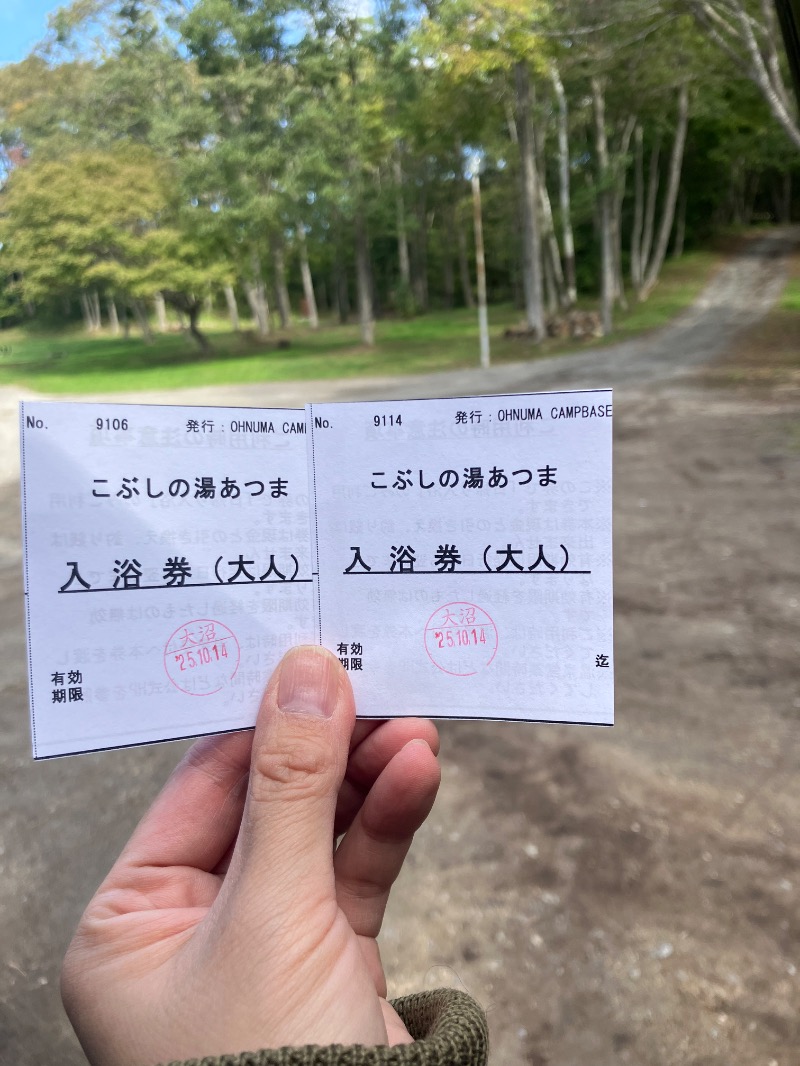 No. 9106 発行：OHNUMA CAM
こぶしの湯あつま
入浴券（大人）
大沼
'25.10.14
有効
期限
No. 9114 発行：OHNUMA CAMPBASE
こぶしの湯あつま
入浴券（大人）
大沼
'25.10.14
有効
期限
迄